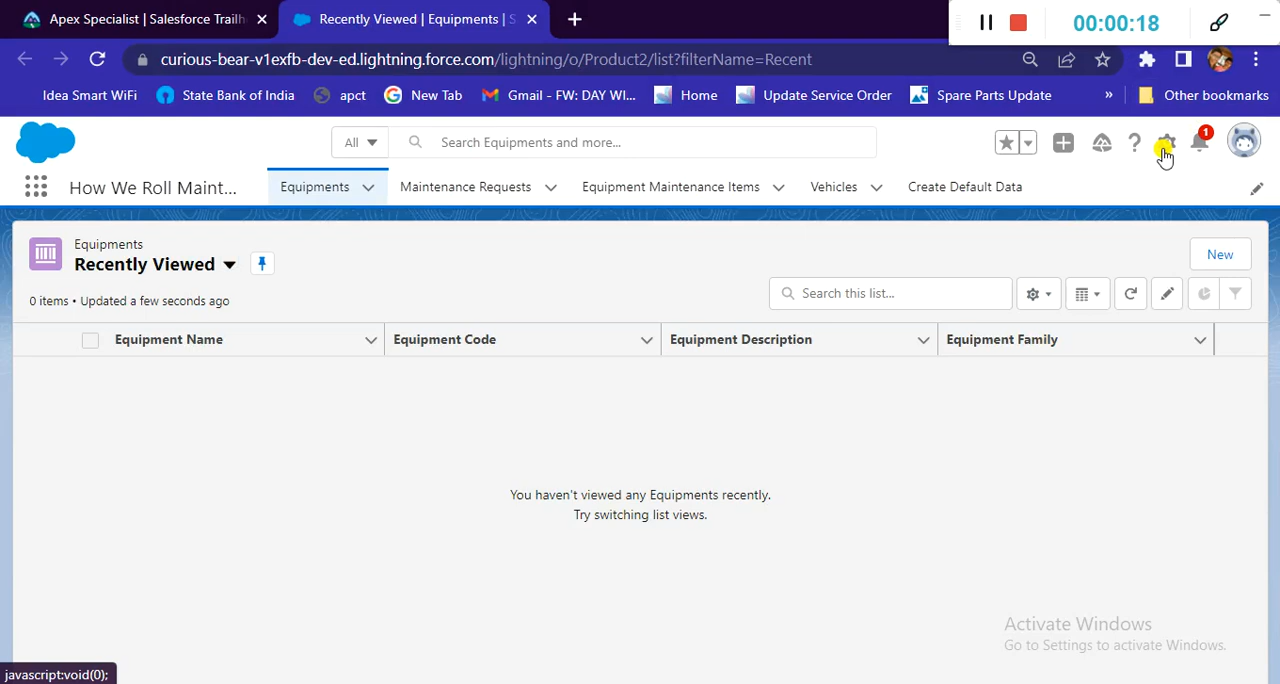 Apex Specialist | Salesforce Trailh
Recently Viewed | Equipments | S
00:00:18
curious-bear-v1exfb-dev-ed.lightning.force.com/lightning/o/Product2/list?filterName=Recent
Idea Smart WiFi
State Bank of India
apct
New Tab
Gmail - FW: DAY WI...
Home
Update Service Order
Spare Parts Update
»
Other bookmarks
All
Search Equipments and more...
1
How We Roll Maint...
Equipments
Maintenance Requests
Equipment Maintenance Items
Vehicles
Create Default Data
Equipments
Recently Viewed
New
0 items • Updated a few seconds ago
Search this list...
Equipment Name
Equipment Code
Equipment Description
Equipment Family
You haven't viewed any Equipments recently.
Try switching list views.
Activate Windows
Go to Settings to activate Windows.
javascript:void(0);